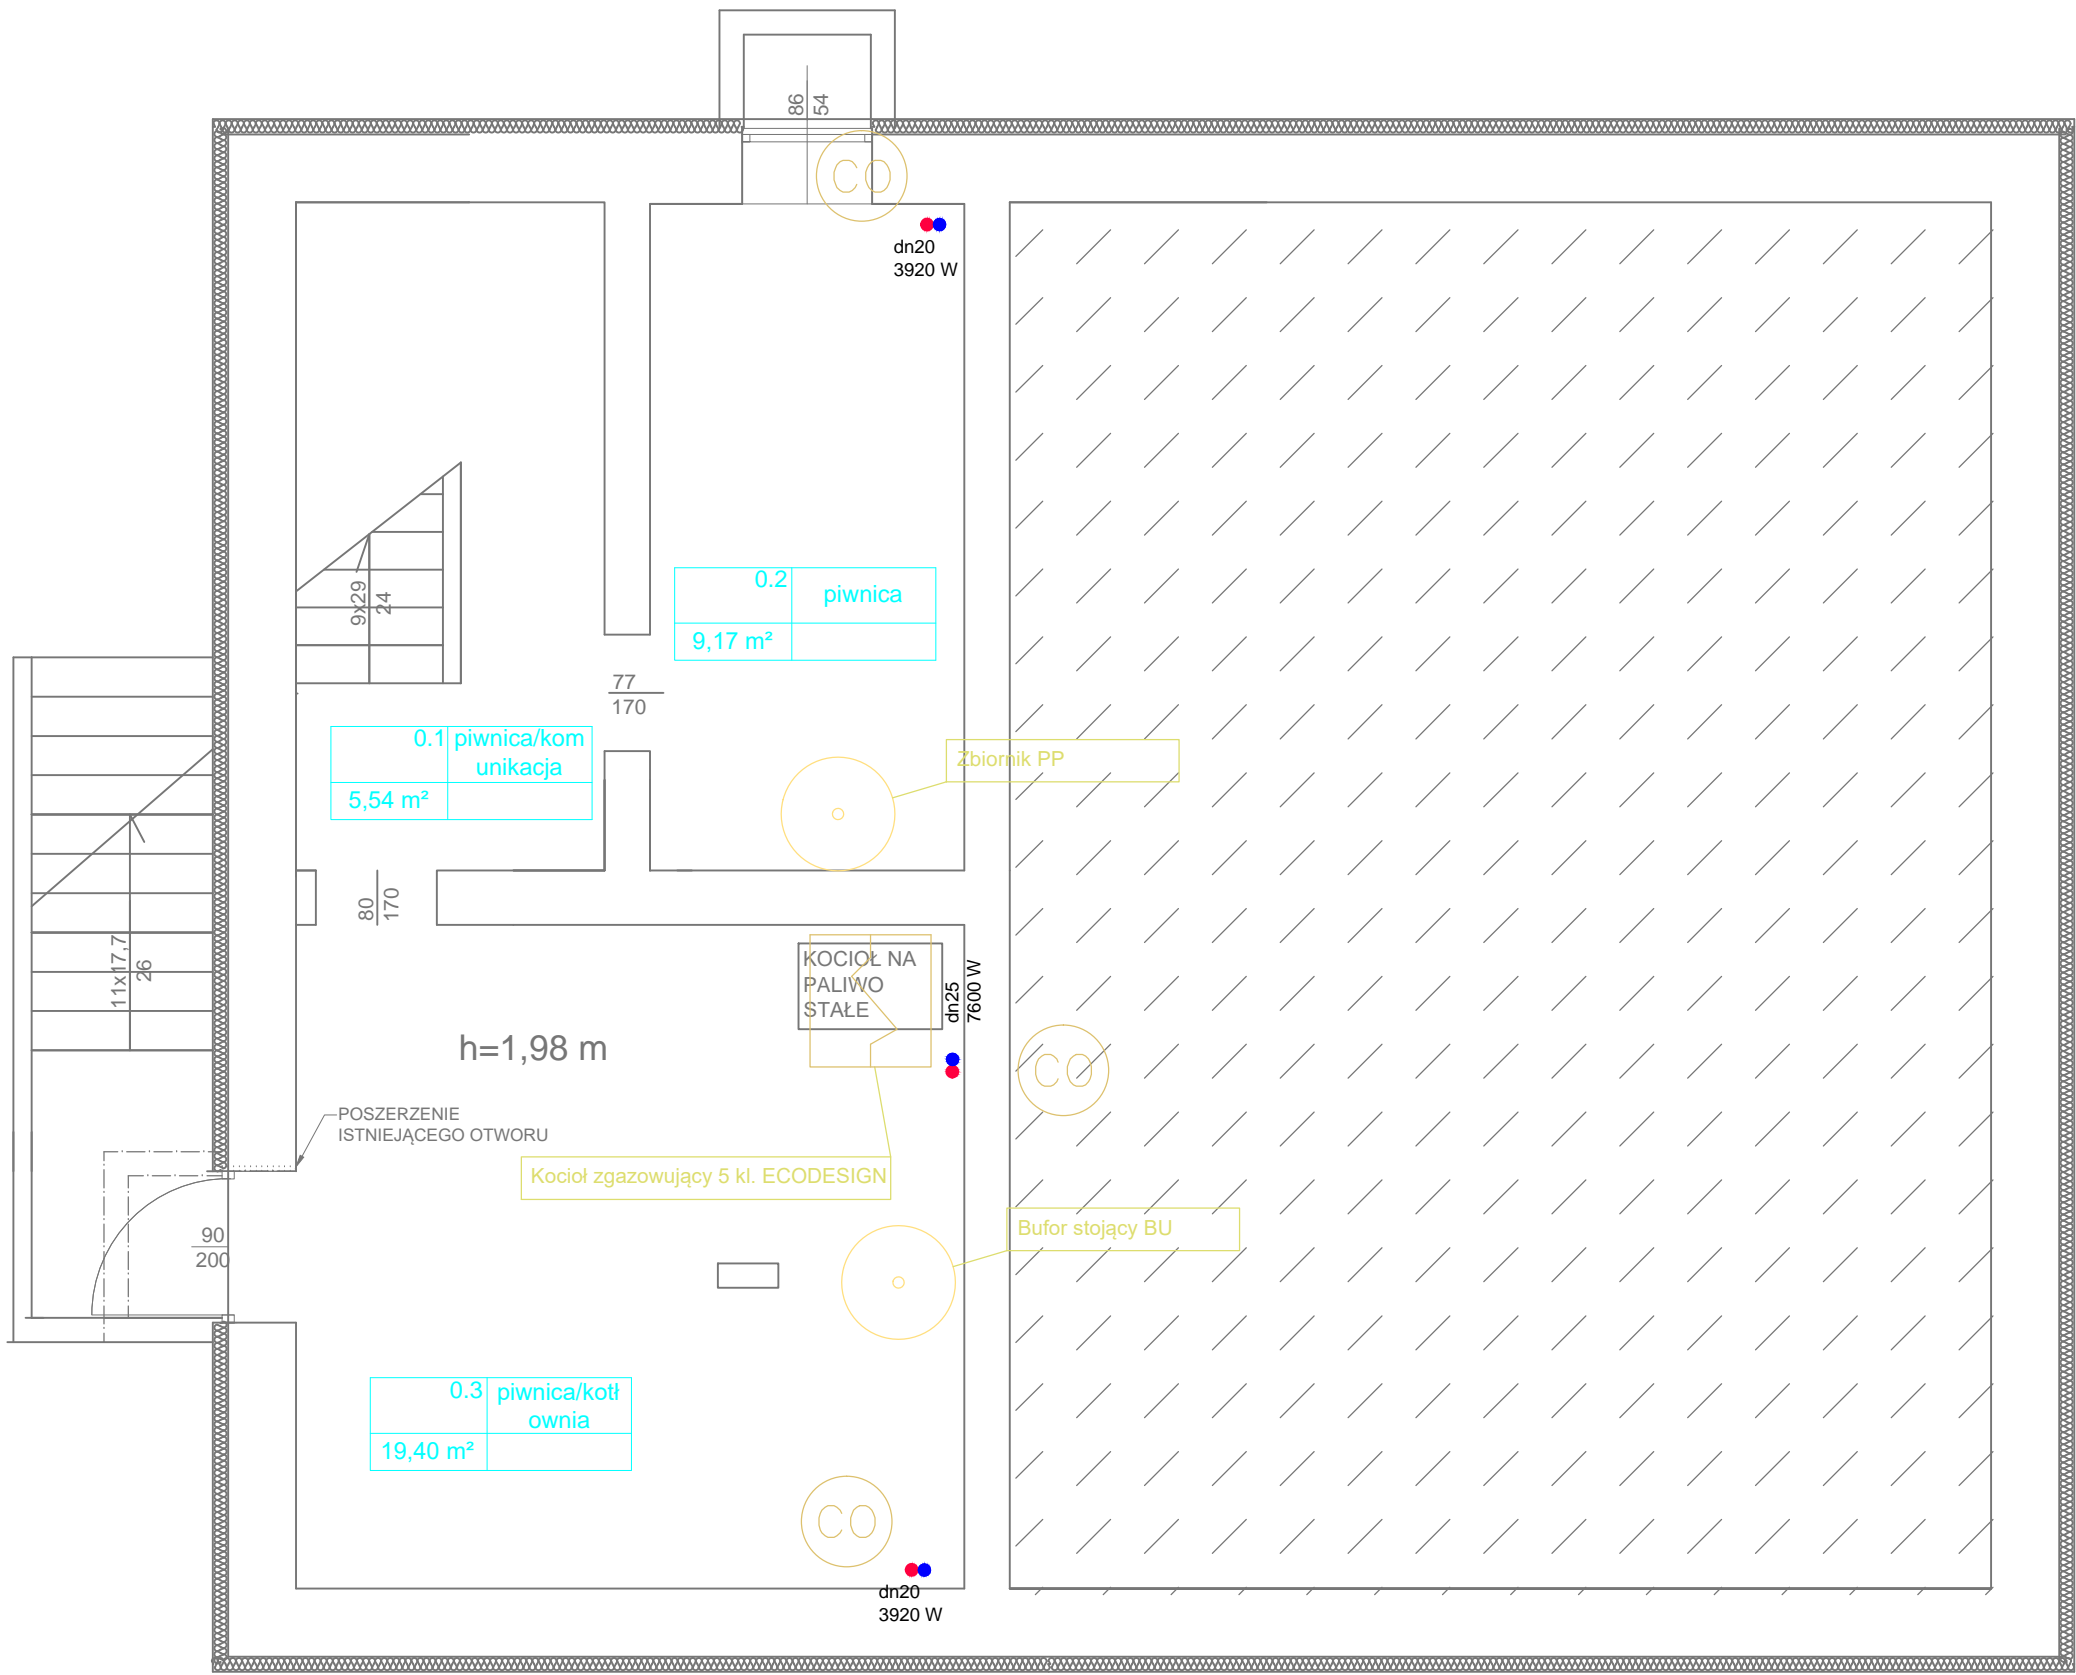 86
54
CO
dn20
3920 W
9x29
24
0.2
piwnica
9,17 m²
77
170
0.1
piwnica/kom
unikacja
5,54 m²
Zbiornik PP
80
170
11x17,7
26
KOCIOŁ NA
PALIWO
STAŁE
dn25
7600 W
h=1,98 m
CO
POSZERZENIE
ISTNIEJĄCEGO OTWORU
Kocioł zgazowujący 5 kl. ECODESIGN
Bufor stojący BU
90
200
0.3
piwnica/kotł
ownia
19,40 m²
CO
dn20
3920 W